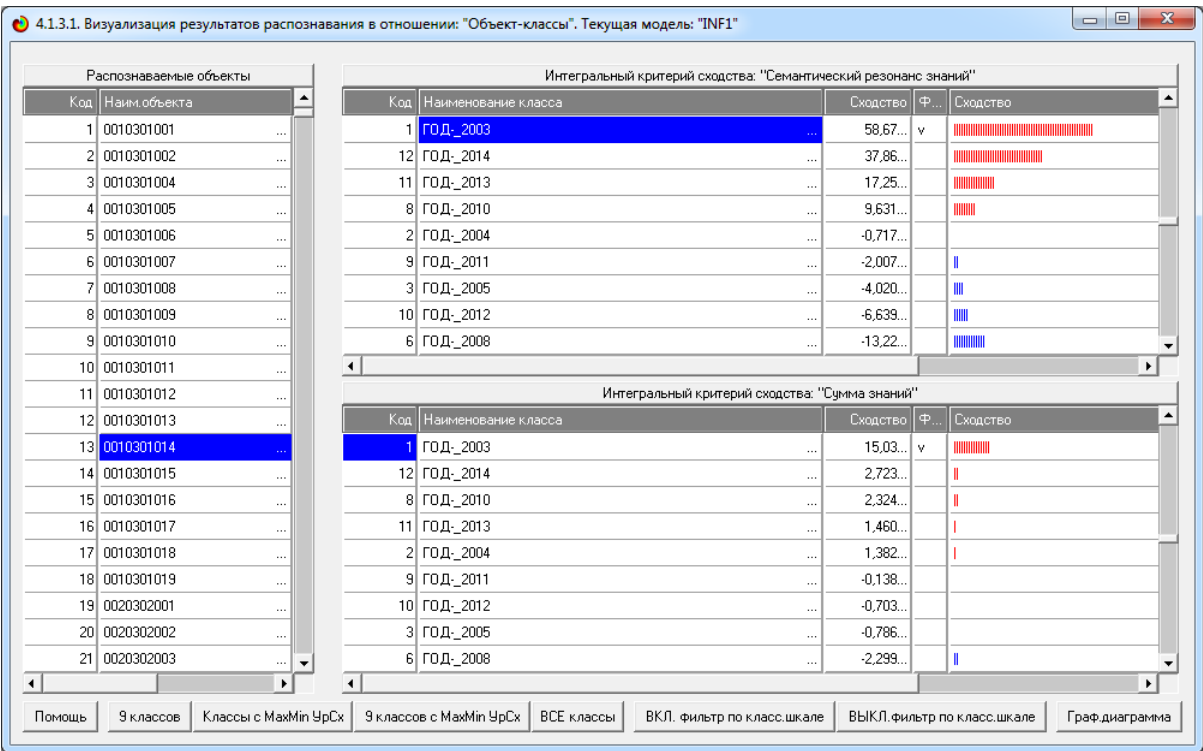 4.1.3.1. Визуализация результатов распознавания в отношении: "Объект-классы". Текущая модель: "INF1"
Распознаваемые объекты
Код Наим.объекта
1 0010301001 ...
2 0010301002 ...
3 0010301004 ...
4 0010301005 ...
5 0010301006 ...
6 0010301007 ...
7 0010301008 ...
8 0010301009 ...
9 0010301010 ...
10 0010301011 ...
11 0010301012 ...
12 0010301013 ...
13 0010301014 ...
14 0010301015 ...
15 0010301016 ...
16 0010301017 ...
17 0010301018 ...
18 0010301019 ...
19 0020302001 ...
20 0020302002 ...
21 0020302003 ...
Интегральный критерий сходства: "Семантический резонанс знаний"
Код Наименование класса Сходство Ф... Сходство
1 ГОД-_2003 ... 58,67... v
12 ГОД-_2014 ... 37,86...
11 ГОД-_2013 ... 17,25...
8 ГОД-_2010 ... 9,631...
2 ГОД-_2004 ... -0,717...
9 ГОД-_2011 ... -2,007...
3 ГОД-_2005 ... -4,020...
10 ГОД-_2012 ... -6,639...
6 ГОД-_2008 ... -13,22...
Интегральный критерий сходства: "Сумма знаний"
Код Наименование класса Сходство Ф... Сходство
1 ГОД-_2003 ... 15,03... v
12 ГОД-_2014 ... 2,723...
8 ГОД-_2010 ... 2,324...
11 ГОД-_2013 ... 1,460...
2 ГОД-_2004 ... 1,382...
9 ГОД-_2011 ... -0,138...
10 ГОД-_2012 ... -0,703...
3 ГОД-_2005 ... -0,786...
6 ГОД-_2008 ... -2,299...
Помощь 9 классов Классы с MaxMin УрСх 9 классов с MaxMin УрСх ВСЕ классы ВКЛ. фильтр по класс.шкале ВЫКЛ.фильтр по класс.шкале Граф.диаграмма